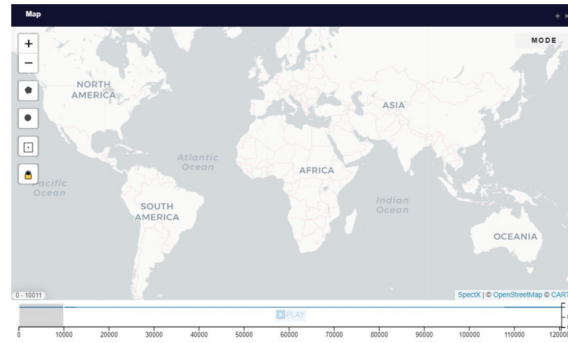 Map
MODE
NORTH
AMERICA
ASIA
Atlantic
Ocean
AFRICA
Pacific
Ocean
Indian
Ocean
SOUTH
AMERICA
OCEANIA
0 - 10011
SpectX | © OpenStreetMap © CART
PLAY
0 10000 20000 30000 40000 50000 60000 70000 80000 90000 100000 110000 120000